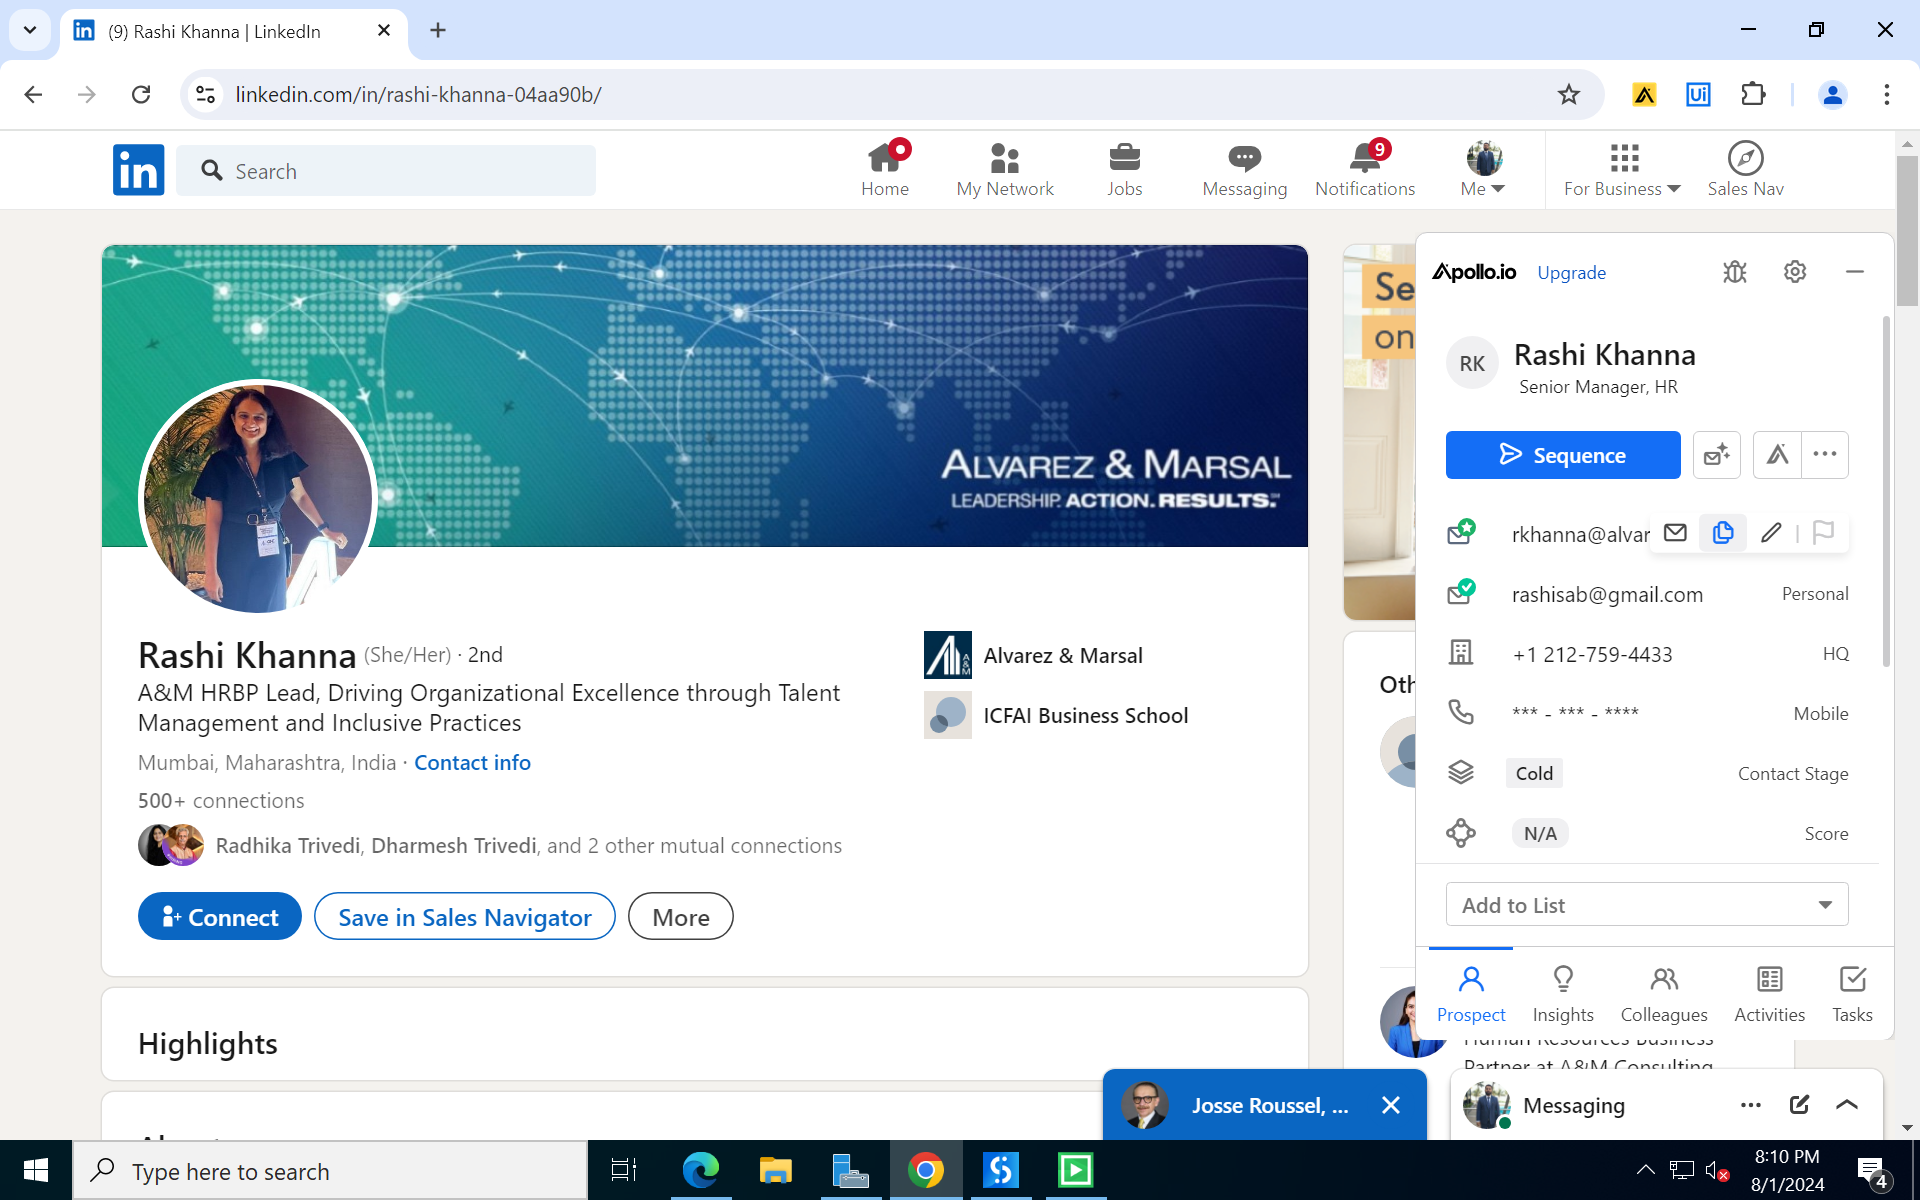 (9) Rashi Khanna | LinkedIn
linkedin.com/in/rashi-khanna-04aa90b/
Ui
in
Search
Home
My Network
Jobs
Messaging
9
Notifications
Me
For Business
Sales Nav
ALVAREZ & MARSAL
LEADERSHIP. ACTION. RESULTS.
Se
on
Apollo.io
Upgrade
RK
Rashi Khanna
Senior Manager, HR
Sequence
rkhanna@alvar
rashisab@gmail.com
Personal
+1 212-759-4433
HQ
*** - *** - ****
Mobile
Cold
Contact Stage
N/A
Score
Add to List
Prospect
Insights
Colleagues
Activities
Tasks
Rashi Khanna (She/Her) · 2nd
A&M HRBP Lead, Driving Organizational Excellence through Talent
Management and Inclusive Practices
Mumbai, Maharashtra, India · Contact info
500+ connections
Radhika Trivedi, Dharmesh Trivedi, and 2 other mutual connections
Alvarez & Marsal
ICFAI Business School
Connect
Save in Sales Navigator
More
Highlights
Oth
Human Resources Business
Partner at A&M Consulting
Josse Roussel, ...
Messaging
Type here to search
8:10 PM
8/1/2024
4